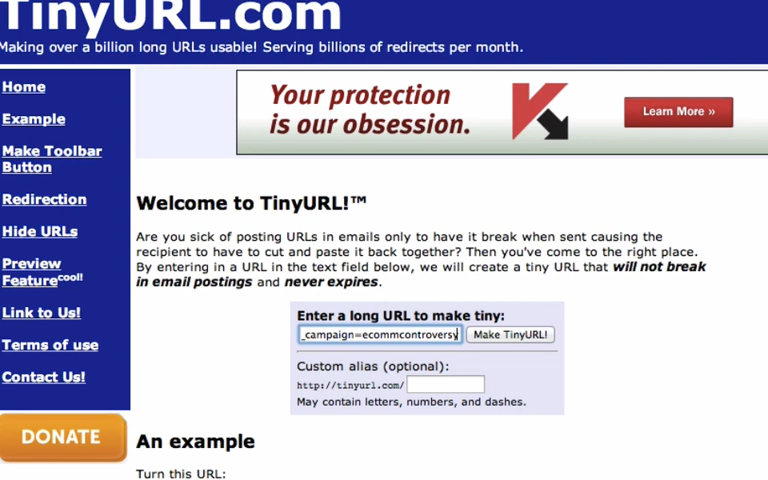 TinyURL.com
Making over a billion long URLs usable! Serving billions of redirects per month.
Home
Example
Make Toolbar
Button
Redirection
Hide URLs
Preview
Featurecool!
Link to Us!
Terms of use
Contact Us!
DONATE
Your protection
is our obsession.
Learn More »
Welcome to TinyURL!™
Are you sick of posting URLs in emails only to have it break when sent causing the
recipient to have to cut and paste it back together? Then you've come to the right place.
By entering in a URL in the text field below, we will create a tiny URL that will not break
in email postings and never expires.
Enter a long URL to make tiny:
_campaign=ecommcontroversy Make TinyURL!
Custom alias (optional):
http://tinyurl.com/
May contain letters, numbers, and dashes.
An example
Turn this URL: